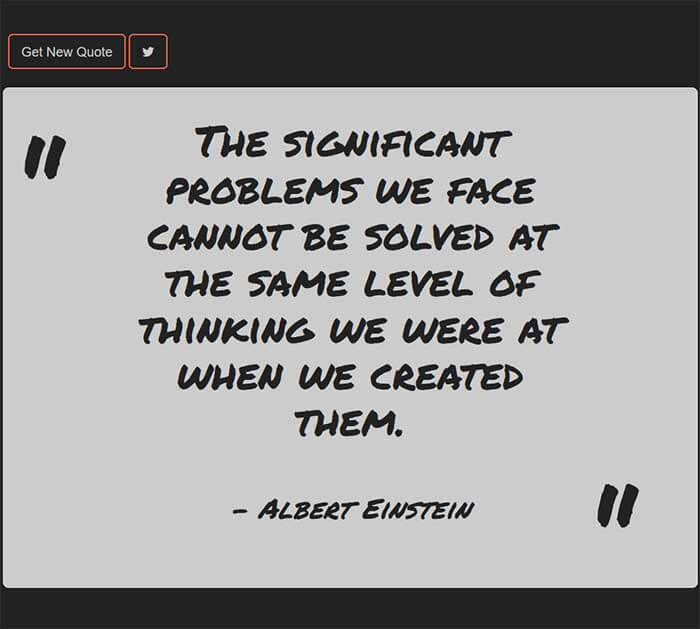 Get New Quote
"
The significant
problems we face
cannot be solved at
the same level of
thinking we were at
when we created
them.
- Albert Einstein
"